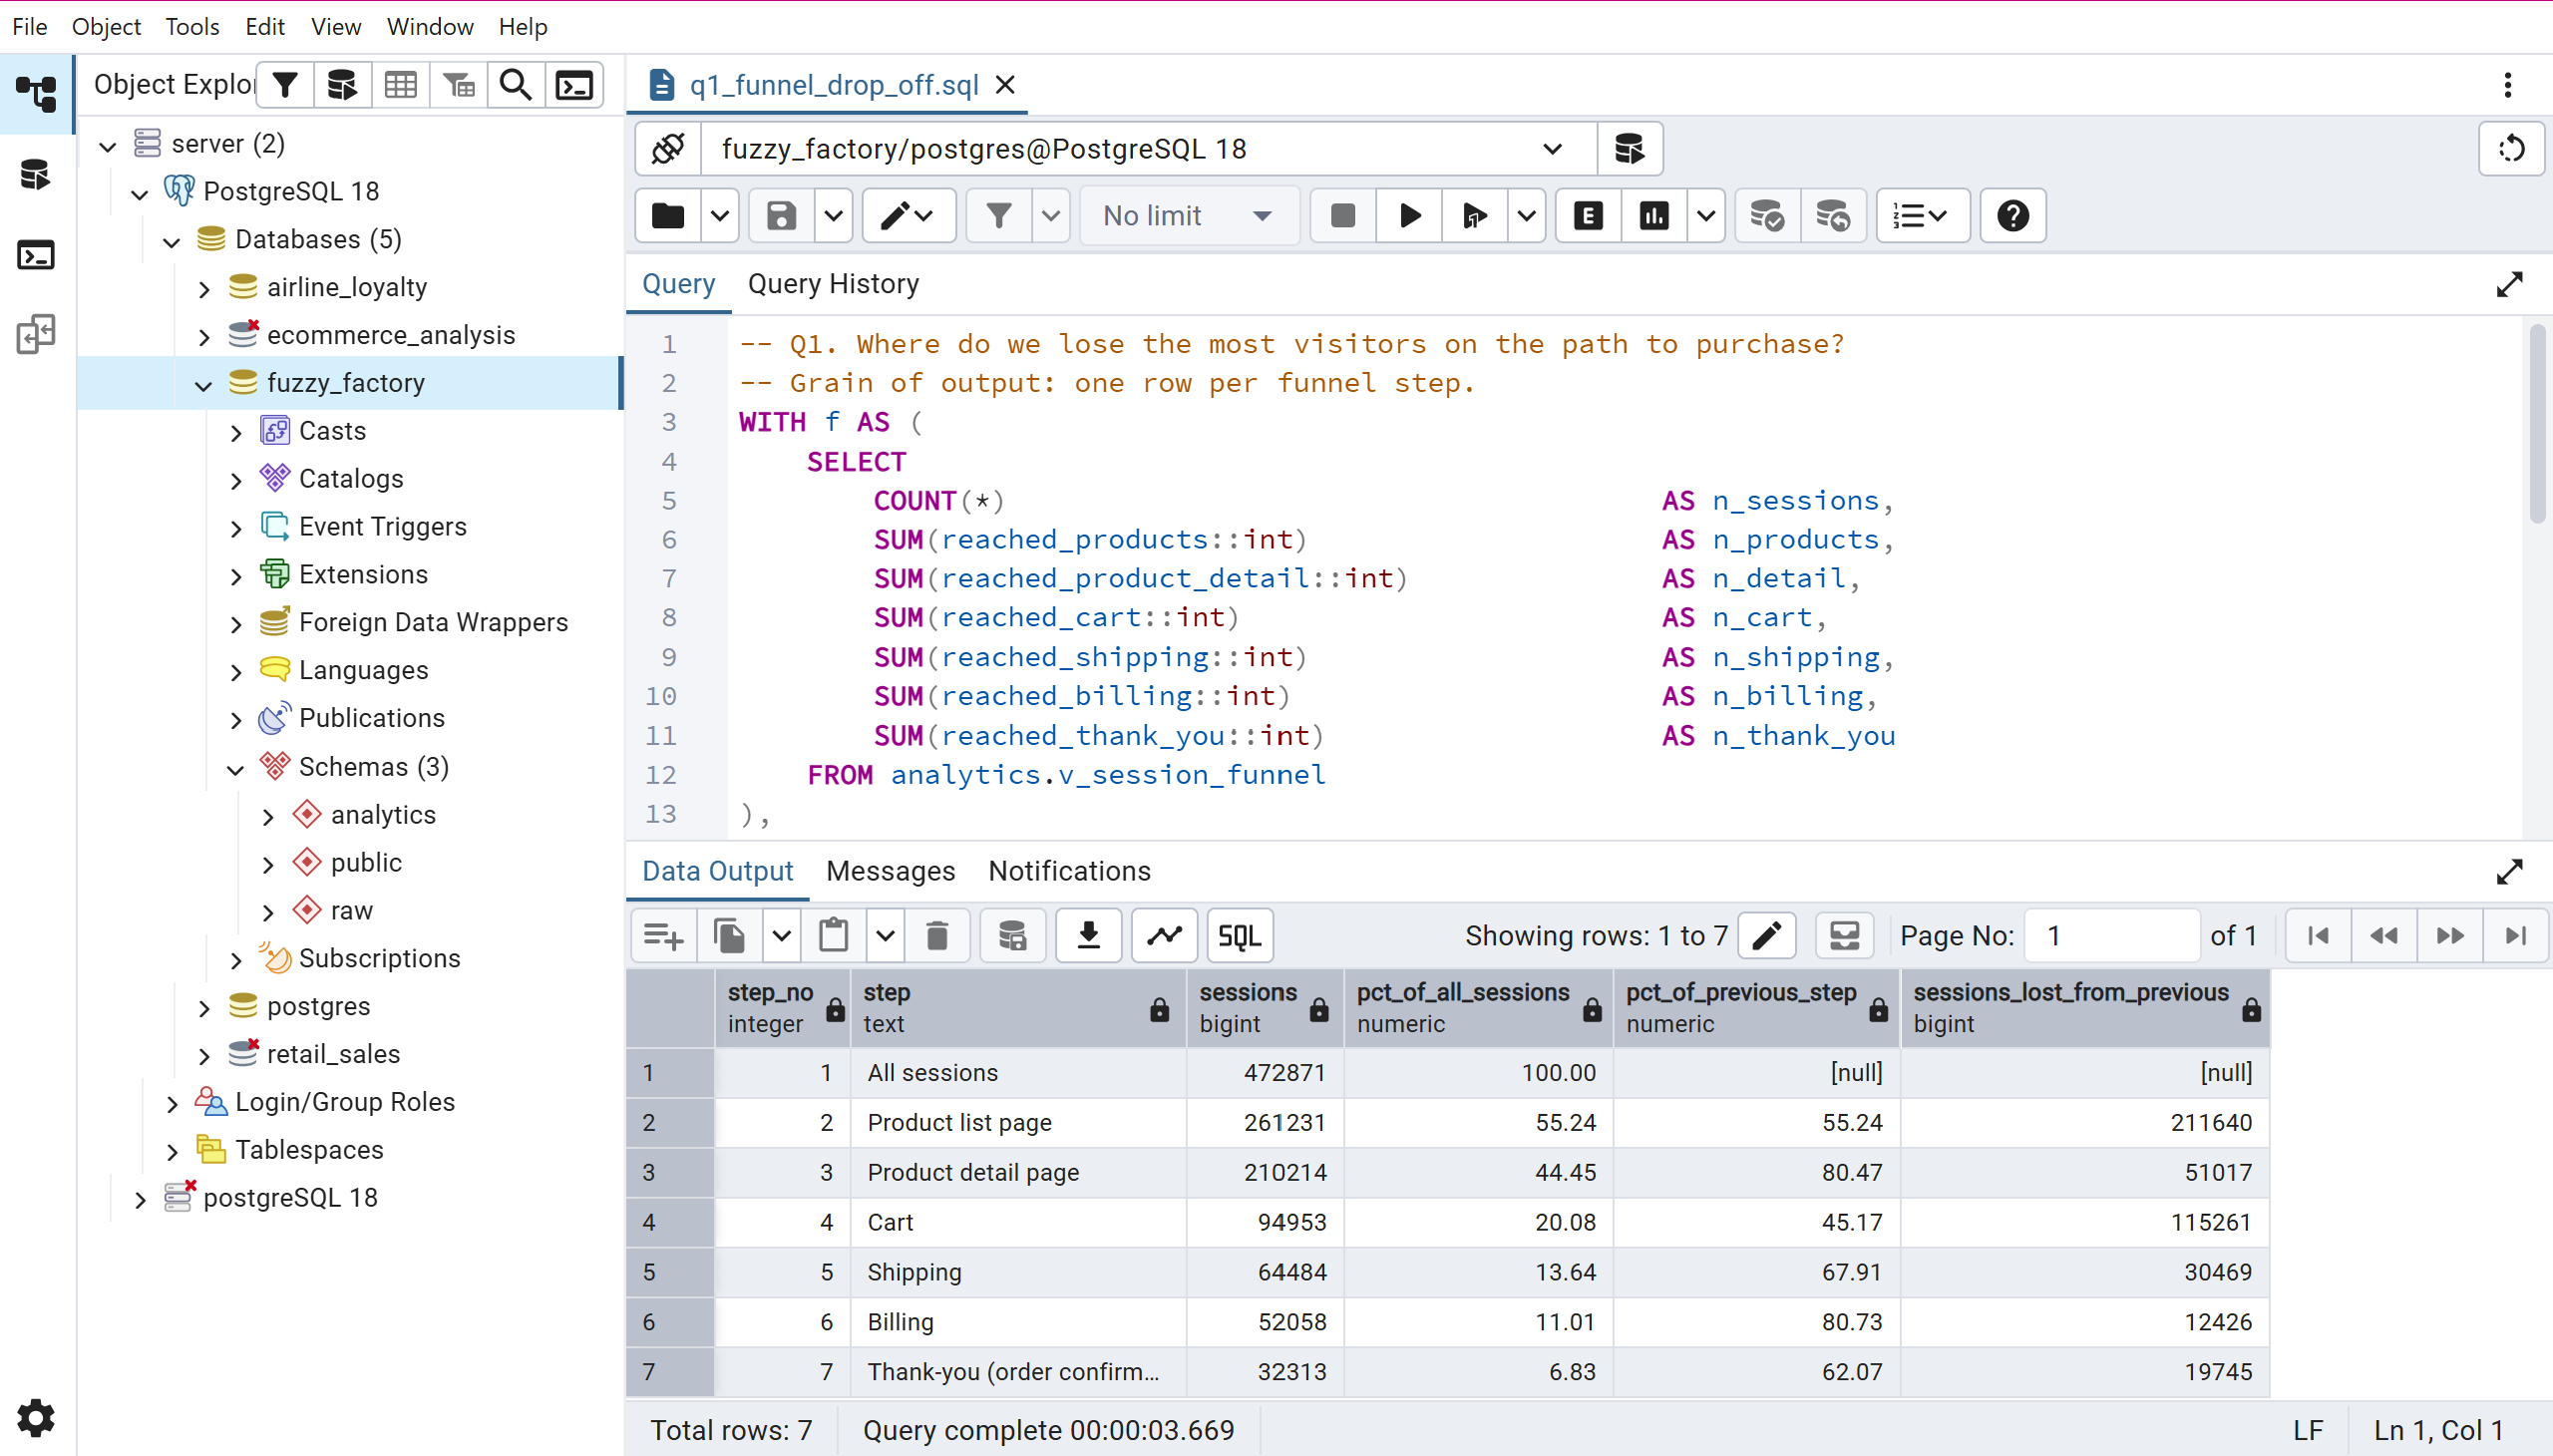 File Object Tools Edit View Window Help
Object Explo
server (2)
PostgreSQL 18
Databases (5)
airline_loyalty
ecommerce_analysis
fuzzy_factory
Casts
Catalogs
Event Triggers
Extensions
Foreign Data Wrappers
Languages
Publications
Schemas (3)
analytics
public
raw
Subscriptions
postgres
retail_sales
Login/Group Roles
Tablespaces
postgreSQL 18
q1_funnel_drop_off.sql
fuzzy_factory/postgres@PostgreSQL 18
No limit
E
Query Query History
1 -- Q1. Where do we lose the most visitors on the path to purchase?
2 -- Grain of output: one row per funnel step.
3 WITH f AS (
4 SELECT
5 COUNT(*) AS n_sessions,
6 SUM(reached_products::int) AS n_products,
7 SUM(reached_product_detail::int) AS n_detail,
8 SUM(reached_cart::int) AS n_cart,
9 SUM(reached_shipping::int) AS n_shipping,
10 SUM(reached_billing::int) AS n_billing,
11 SUM(reached_thank_you::int) AS n_thank_you
12 FROM analytics.v_session_funnel
13 ),
Data Output Messages Notifications
SQL Showing rows: 1 to 7 Page No: 1 of 1
step_no step sessions pct_of_all_sessions pct_of_previous_step sessions_lost_from_previous
integer text bigint numeric numeric bigint
1 1 All sessions 472871 100.00 [null] [null]
2 2 Product list page 261231 55.24 55.24 211640
3 3 Product detail page 210214 44.45 80.47 51017
4 4 Cart 94953 20.08 45.17 115261
5 5 Shipping 64484 13.64 67.91 30469
6 6 Billing 52058 11.01 80.73 12426
7 7 Thank-you (order confirm... 32313 6.83 62.07 19745
Total rows: 7 Query complete 00:00:03.669 LF Ln 1, Col 1